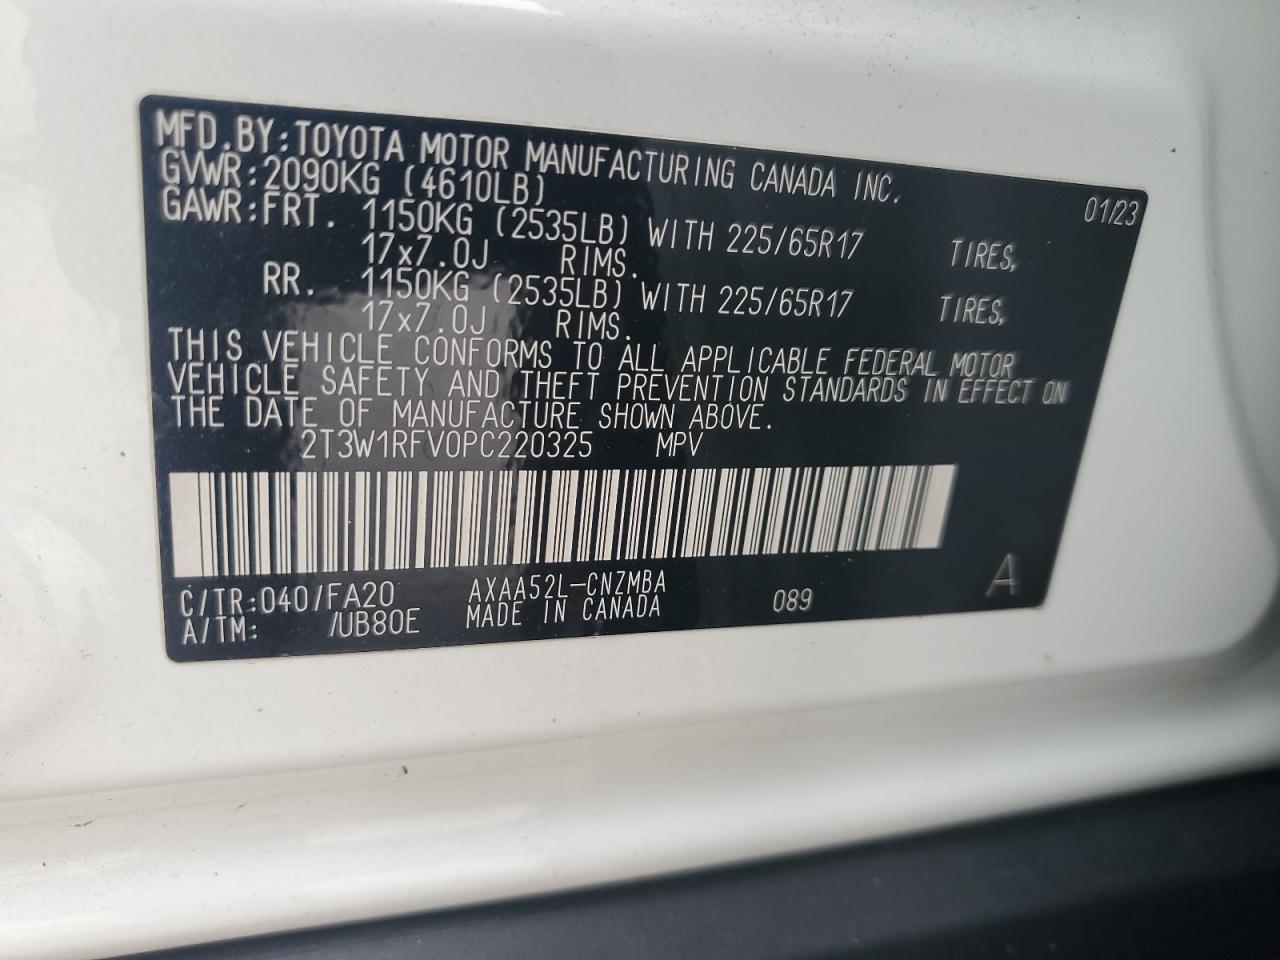 MFD.BY:TOYOTA MOTOR MANUFACTURING CANADA INC. 01/23
GVWR:2090KG (4610LB)
GAWR:FRT. 1150KG (2535LB) WITH 225/65R17 TIRES,
17x7.0J RIMS.
RR. 1150KG (2535LB) WITH 225/65R17 TIRES,
17x7.0J RIMS.
THIS VEHICLE CONFORMS TO ALL APPLICABLE FEDERAL MOTOR
VEHICLE SAFETY AND THEFT PREVENTION STANDARDS IN EFFECT ON
THE DATE OF MANUFACTURE SHOWN ABOVE.
2T3W1RFV0PC220325 MPV
C/TR:040/FA20 AXAA52L-CNZMBA 089 A
A/TM: /UB80E MADE IN CANADA